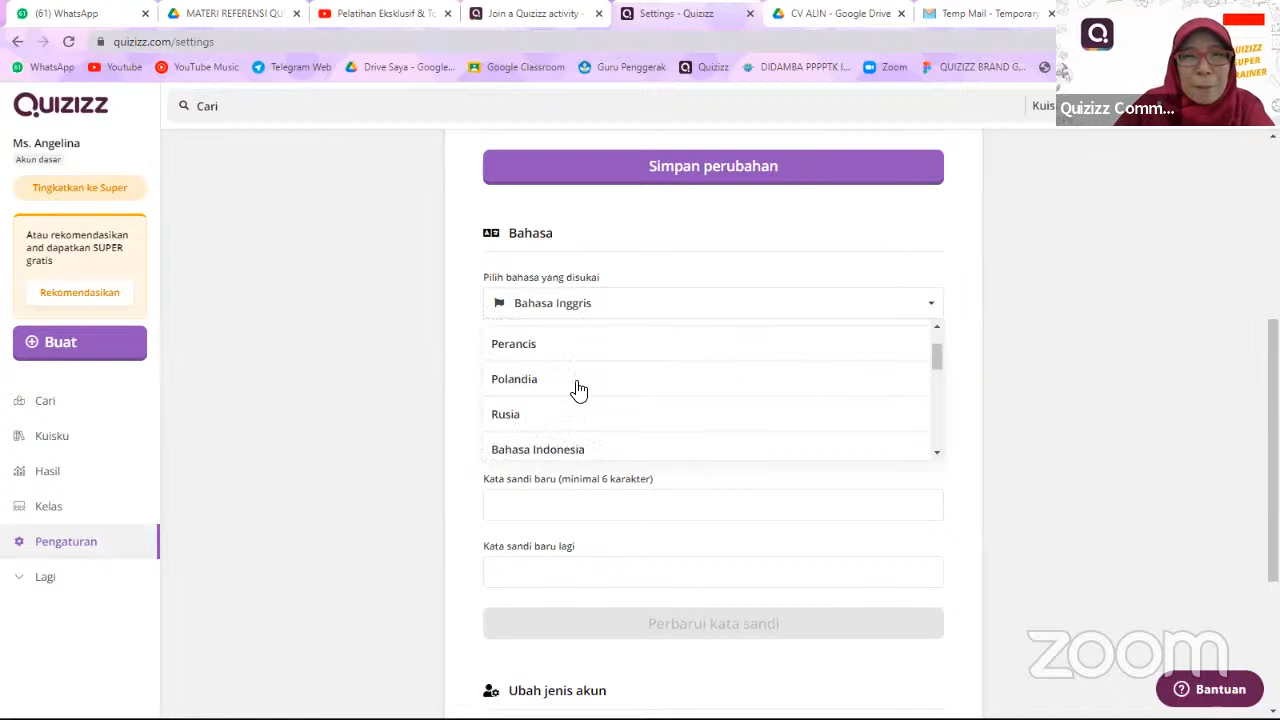 (1) WhatsApp
MATERI REFERENSI QU
Pelatihan Eksklusif & To
Join a Quizizz activity
Settings - Quizizz
CV ALIN - Google Drive
Temp Mail - Temporary
quizizz.com/settings
WhatsApp
Youtube
YouTube Music
Telegram Web
My Story - Google...
Google Classroom
Guru Penggerak
Quizizz
DIDAMBA PPPPTK...
Zoom
QUIZIZZ BRAND G...
QUIZIZZ
SUPER
TRAINER
Quizizz Comm...
QUIZIZZ
Cari
Kuis
Ms. Angelina
Akun dasar
Tingkatkan ke Super
Atau rekomendasikan
and dapatkan SUPER
gratis
Rekomendasikan
Buat
Cari
Kuisku
Hasil
Kelas
Pengaturan
Lagi
Simpan perubahan
Bahasa
Pilih bahasa yang disukai
Bahasa Inggris
Perancis
Polandia
Rusia
Bahasa Indonesia
Kata sandi baru (minimal 6 karakter)
Kata sandi baru lagi
Perbarui kata sandi
Ubah jenis akun
zoom
Bantuan